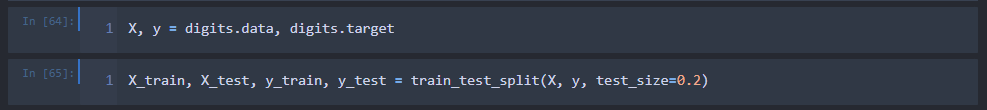 In [64]: 1 X, y = digits.data, digits.target
In [65]: 1 X_train, X_test, y_train, y_test = train_test_split(X, y, test_size=0.2)